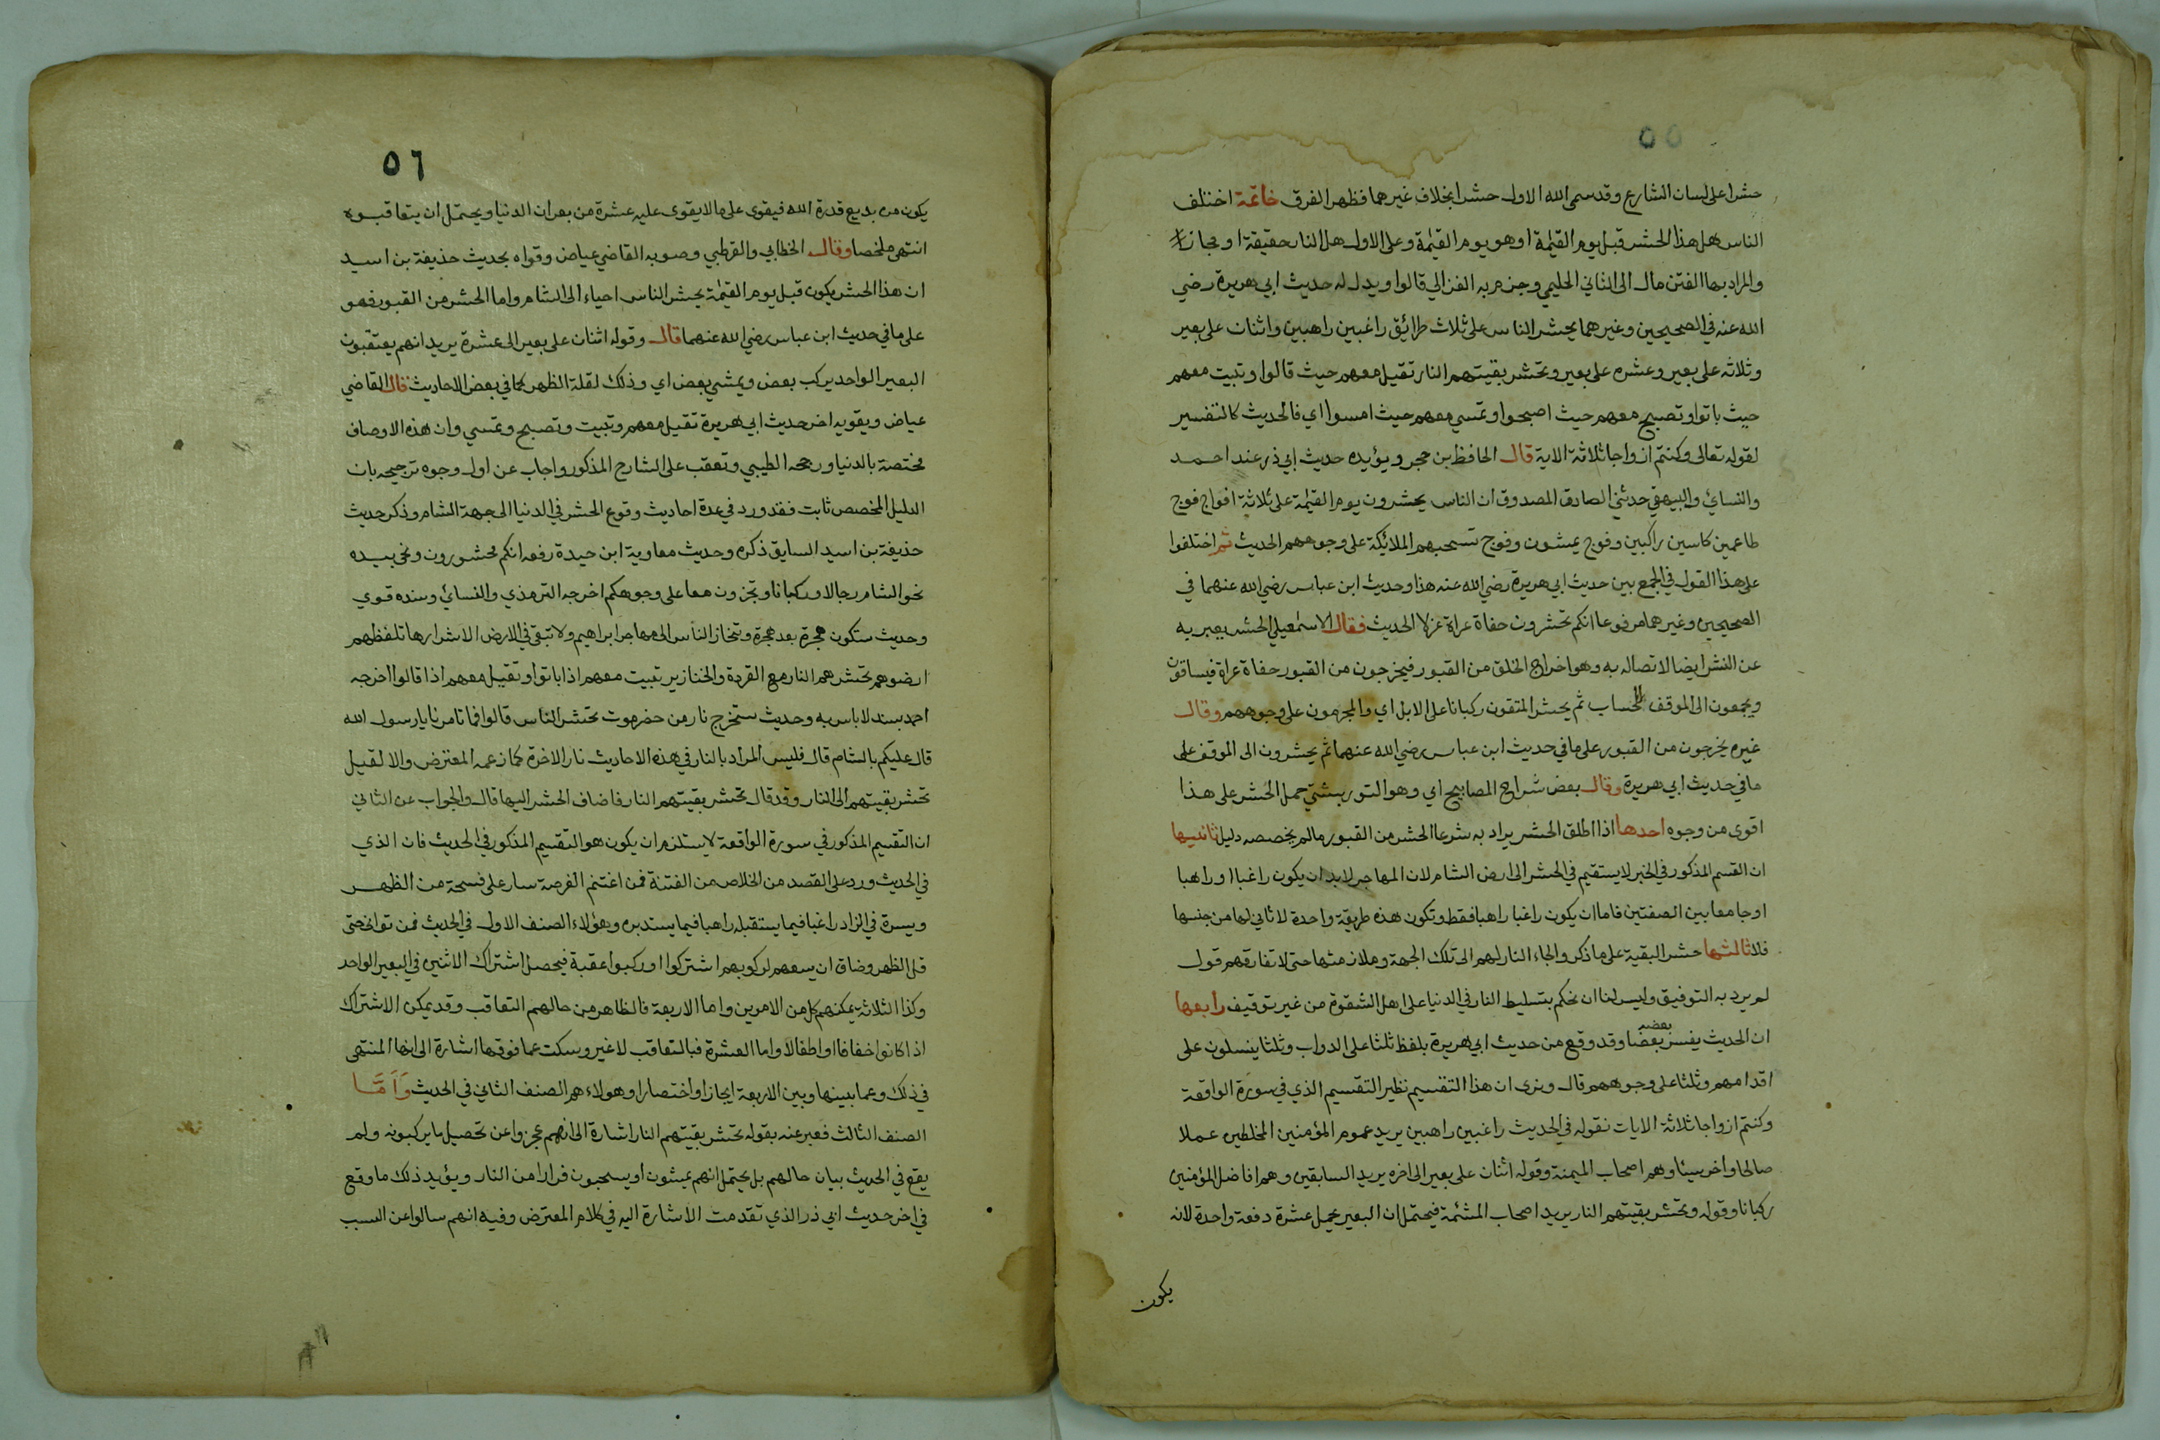 ٥٥
حشرا على لسان الشارع وقد سمى الله الاول حشرا بخلاف غيرهما فظهر الفرق خاتمة اختلف
الناس هل هذا الحشر قبل يوم القيمة او هو يوم القيمة وعلى الاول هل النار حقيقة او مجازا
والمراد بها الفتن مال الى الثاني الحليمي وجزم به الغزالي قالوا ويدل له حديث ابي هريرة رضي
الله عنه في الصحيحين وغيرهما يحشر الناس على ثلاث طرائق راغبين راهبين واثنان على بعير
وثلاثه على بعير وعشره على بعير وتحشر بقيتهم النار تقيل معهم حيث قالوا وتبيت معهم
حيث باتوا وتصبح معهم حيث اصبحوا وتمسي معهم حيث امسوا اي فالحديث كالتفسير
لقوله تعالى وكنتم ازواجا ثلاثة الاية قال الحافظ بن حجر ويؤيده حديث ابي ذر عند احمد
والنسائي والبيهقي حدثني الصادق المصدوق ان الناس يحشرون يوم القيمة على ثلاثة افواج فوج
طاعمين كاسين راكبين وفوج يمشون وفوج تسحبهم الملائكة على وجوههم الحديث ثم اختلفوا
على هذا القول في الجمع بين حديث ابي هريرة رضي الله عنه هذا وحديث ابن عباس رضي الله عنهما في
الصحيحين وغيرهما مرفوعا انكم تحشرون حفاة عراة غرلا الحديث فقال الاسمعيلي الحشر يعبر به
عن النشر ايضا لاتصاله به وهو اخراج الخلق من القبور فيخرجون من القبور حفاة عراة فيساقون
ويجمعون الى الموقف للحساب ثم يحشر المتقون ركبانا على الابل اي والمجرمون على وجوههم وقال
غيره يخرجون من القبور على ما في حديث ابن عباس رضي الله عنهما ثم يحشرون الى الموقف على
ما في حديث ابي هريرة وقال بعض شراح المصابيح اي وهو التوربشتي حمل الحشر على هذا
اقوى من وجوه احدها اذا اطلق الحشر يراد به شرعا الحشر من القبور ما لم يخصصه دليل ثانيها
ان القسم المذكور في الخبر لا يستقيم في الحشر الى ارض الشام لان المهاجر لا بد ان يكون راغبا او راهبا
او جامعا بين الصفتين فاما ان يكون راغبا راهبا فقط وتكون هذه طريقة واحدة لا ثاني لها من جنسها
فلا ثالثها حشر البقية على ما ذكر والجاء النار لهم الى تلك الجهة وملازمتها حتى لا تفارقهم قول
لم يرد به التوفيق وليس لنا ان نحكم بتسليط النار في الدنيا على اهل الشقوة من غير توقيف رابعها
ان الحديث يفسر بعضه بعضا وقد وقع من حديث ابي هريرة بلفظ ثلثا على الدواب وثلثا ينسلون على
اقدامهم وثلثا على وجوههم قال ونرى ان هذا التقسيم نظير التقسيم الذي في سورة الواقعة
وكنتم ازواجا ثلاثة الايات نقوله في الحديث راغبين راهبين يريد عموم المؤمنين المخلطين عملا
صالحا واخر سيئا وهم اصحاب الميمنة وقوله اثنان على بعير الى اخره يريد السابقين وهم افاضل المؤمنين
ركبانا وقوله وتحشر بقيتهم النار يريد اصحاب المشئمة فيحتمل ان البعير يحمل عشرة دفعة واحدة لانه
يكون
٥٦
يكون من بديع قدرة الله فيقوى على ما لا يقوى عليه عشرة من بعران الدنيا ويحتمل ان يتعاقبوه
انتهى ملخصا وقال الخطابي والقرطبي وصوبه القاضي عياض وقواه بحديث حذيفة بن اسيد
ان هذا الحشر يكون قبل يوم القيمة يحشر الناس احياء الى الشام واما الحشر من القبور فهو
على ما في حديث ابن عباس رضي الله عنهما قال وقوله اثنان على بعير الى عشرة يريد انهم يعتقبون
البعير الواحد يركب بعض ويمشي بعض اي وذلك لقلة الظهر كما في بعض الاحاديث قال القاضي
عياض ويقويه اخر حديث ابي هريرة تقيل معهم وتبيت وتصبح وتمسي وان هذه الاوصاف
مختصة بالدنيا ورجحه الطيبي وتعقب على الشارح المذكور واجاب عن اول وجوه ترجيحه بان
الدليل المخصص ثابت فقد ورد في عدة احاديث وقوع الحشر في الدنيا الى جهة الشام وذكر حديث
حذيفة بن اسيد السابق ذكره وحديث معاوية ابن حيدة رفعه انكم محشورون ونحى بيده
نحو الشام رجالا وركبانا وتجرون معا على وجوهكم اخرجه الترمذي والنسائي وسنده قوي
وحديث ستكون هجرة بعد هجرة وتنحاز الناس الى مهاجر ابراهيم ولا تبقى في الارض الا شرارها تلفظهم
ارضوهم تحشرهم النار مع القردة والخنازير تبيت معهم اذا باتوا وتقيل معهم اذا قالوا اخرجه
احمد بسند لا باس به وحديث ستخرج نار من حضرموت تحشر الناس قالوا فما تامرنا يا رسول الله
قال عليكم بالشام قال فليس المراد بالنار في هذه الاحاديث نار الاخرة كما زعمه المعترض والا لقيل
تحشر بقيتهم الى النار وقد قال تحشر بقيتهم النار فاضاف الحشر اليها قال والجواب عن الثاني
ان التقسيم المذكور في سورة الواقعة لا يستلزم ان يكون هو التقسيم المذكور في الحديث فان الذي
في الحديث ورد على القصد من الخلاص من الفتنة فمن اغتنم الفرصة سار على فسحة من الظهر
ويسرة في الزاد راغبا فيما يستقبله راهبا فيما يستدبره وهؤلاء الصنف الاول في الحديث فمن توانى حتى
قل الظهر وضاق ان يسعهم لركوبهم اشتركوا او ركبوا عقبة فيحصل اشتراك الاثنين في البعير الواحد
وكذا الثلاثة يمكنهم كل من الامرين واما الاربعة فالظاهر من حالهم التعاقب وقد يمكن الاشتراك
اذا كانوا خفافا او اطفالا واما العشرة فبالتعاقب لا غير وسكت عما فوقها اشارة الى انها المنتهى
في ذلك وعما بينها وبين الاربعة ايجازا واختصارا وهولاء هم الصنف الثاني في الحديث وَاَمَّا
الصنف الثالث فعبر عنه بقوله تحشر بقيتهم النار اشارة الى انهم عجزوا عن تحصيل ما يركبونه ولم
يقع في الحديث بيان حالهم بل يحتمل انهم يمشون او يسحبون فرارا من النار ويؤيد ذلك ما وقع
في اخر حديث ابي ذر الذي تقدمت الاشارة اليه في كلام المعترض وفيه انهم سالوا عن السبب